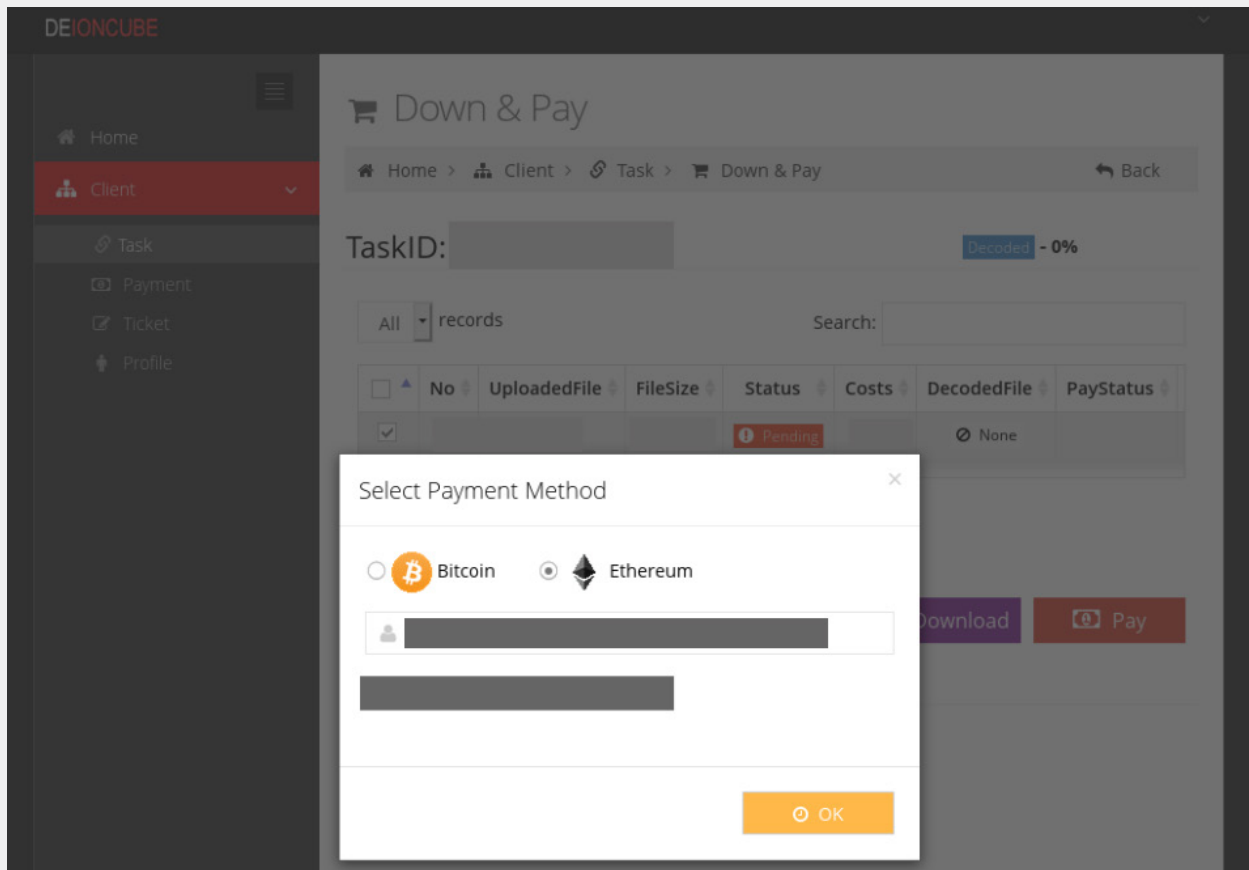 DEIONCUBE
Home
Client
Task
Payment
Ticket
Profile
Down & Pay
Home > Client > Task > Down & Pay
Back
TaskID:
Decoded - 0%
All records
Search:
No UploadedFile FileSize Status Costs DecodedFile PayStatus
Pending None
Select Payment Method
×
Bitcoin Ethereum
OK
Download Pay